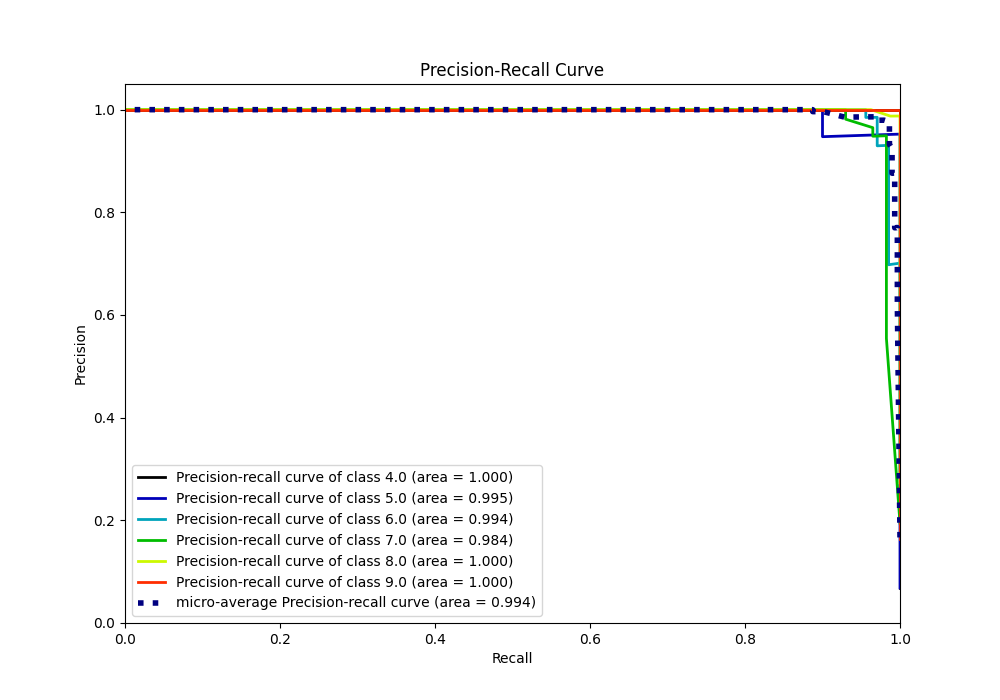 Precision-Recall Curve
Precision
1.0
0.8
0.6
0.4
0.2
0.0
Precision-recall curve of class 4.0 (area = 1.000)
Precision-recall curve of class 5.0 (area = 0.995)
Precision-recall curve of class 6.0 (area = 0.994)
Precision-recall curve of class 7.0 (area = 0.984)
Precision-recall curve of class 8.0 (area = 1.000)
Precision-recall curve of class 9.0 (area = 1.000)
micro-average Precision-recall curve (area = 0.994)
0.0 0.2 0.4 0.6 0.8 1.0
Recall